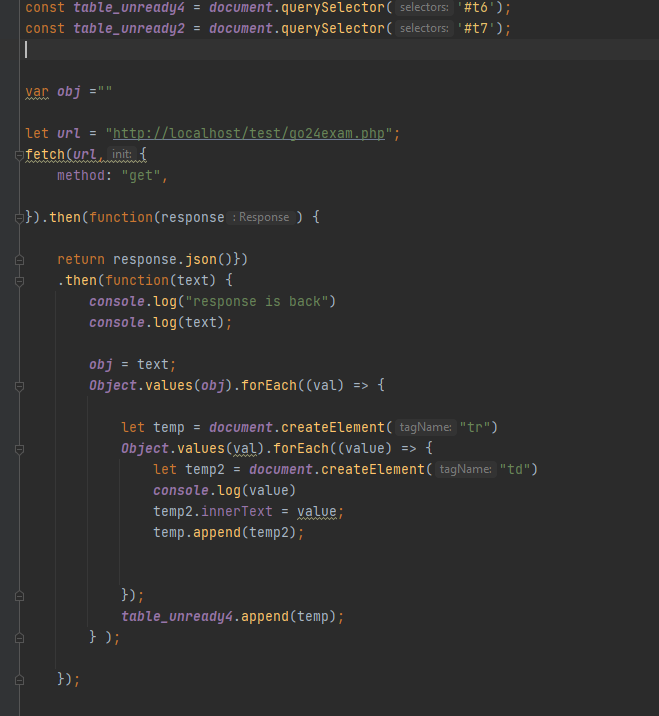 const table_unready4 = document.querySelector( selectors: '#t6');
const table_unready2 = document.querySelector( selectors: '#t7');
var obj =""
let url = "http://localhost/test/go24exam.php";
fetch(url, init: {
method: "get",
}).then(function(response : Response ) {
return response.json()})
.then(function(text) {
console.log("response is back")
console.log(text);
obj = text;
Object.values(obj).forEach((val) => {
let temp = document.createElement( tagName: "tr")
Object.values(val).forEach((value) => {
let temp2 = document.createElement( tagName: "td")
console.log(value)
temp2.innerText = value;
temp.append(temp2);
});
table_unready4.append(temp);
} );
});